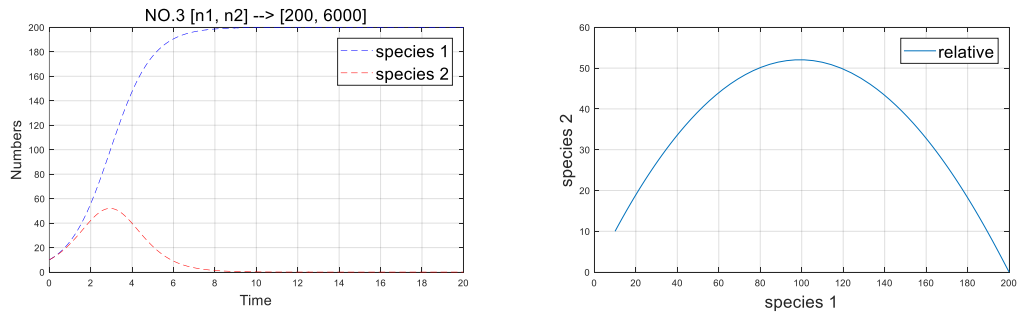 NO.3 [n1, n2] --> [200, 6000]
200
180
160
140
120
100
80
60
40
20
0
Numbers
species 1
species 2
0 2 4 6 8 10 12 14 16 18 20
Time
60
50
40
30
20
10
0
species 2
relative
0 20 40 60 80 100 120 140 160 180 200
species 1